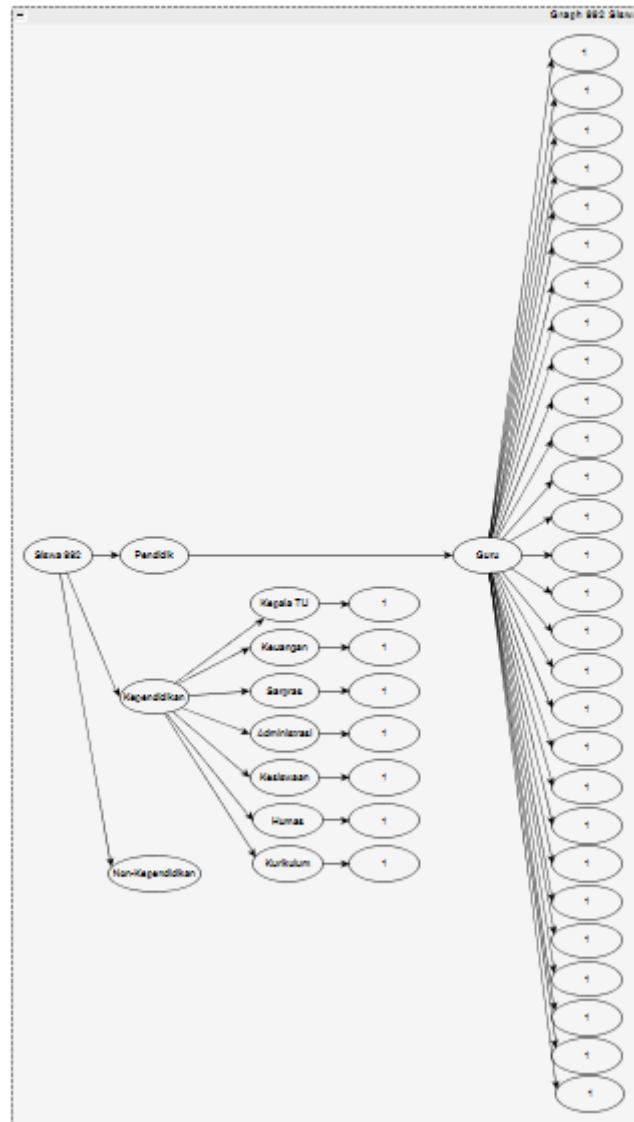 Graph 992 Siswa
1
1
1
1
1
1
1
1
1
1
1
1
1
Siswa 992 Pendidik Guru 1
Kepala TU 1
Keuangan 1
Sarpras 1
Kependidikan
Administrasi 1
Kesiswaan 1
Humas 1
Kurikulum 1
Non-Kependidikan
1
1
1
1
1
1
1
1
1
1
1
1
1
1